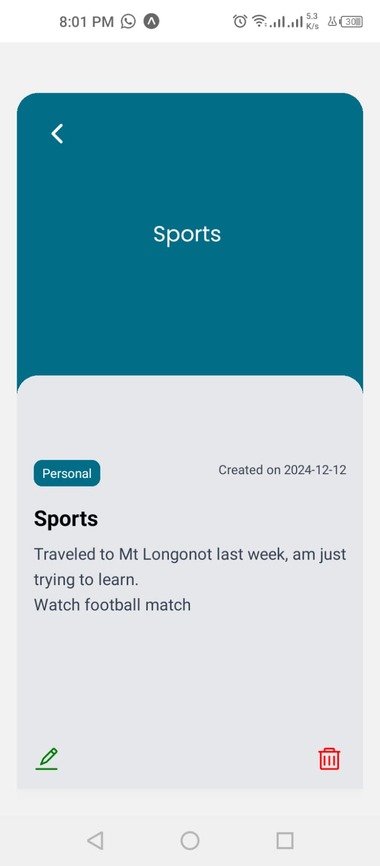 8:01 PM
5.3
K/s
30
Sports
Personal
Created on 2024-12-12
Sports
Traveled to Mt Longonot last week, am just
trying to learn.
Watch football match